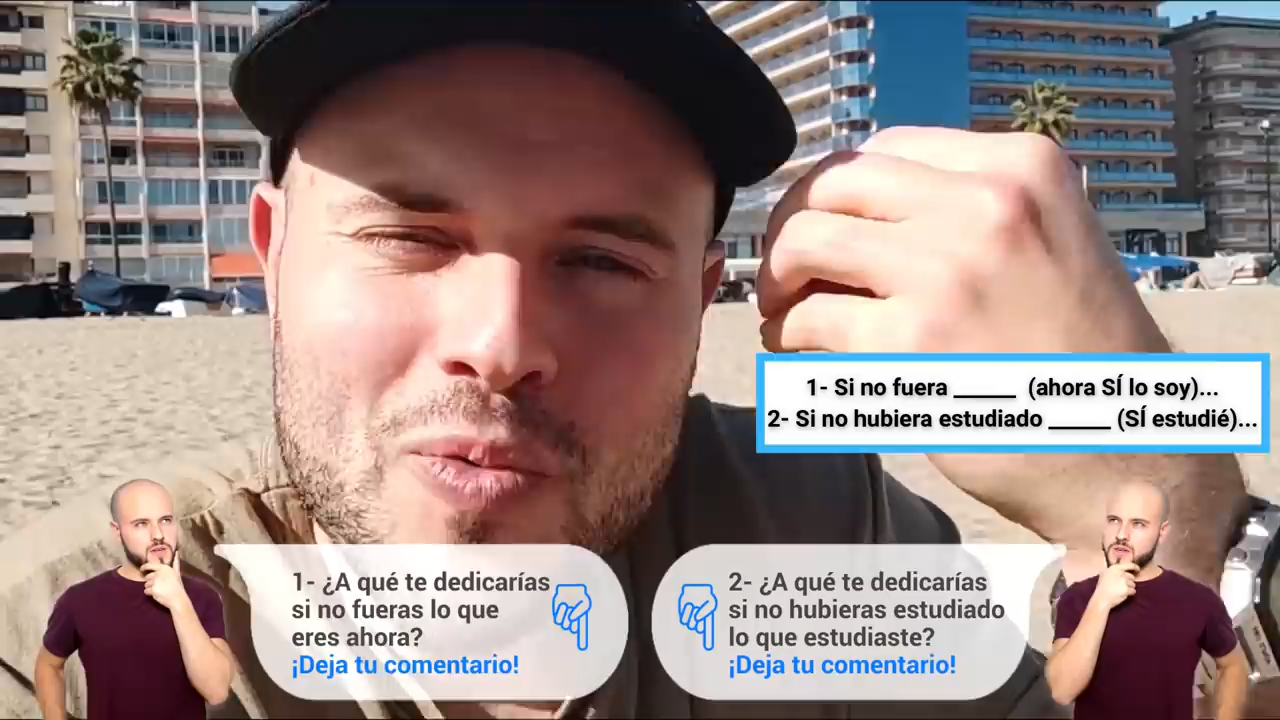 1- Si no fuera _____ (ahora SÍ lo soy)...
2- Si no hubiera estudiado _____ (SÍ estudié)...
1- ¿A qué te dedicarías
si no fueras lo que
eres ahora?
¡Deja tu comentario!
2- ¿A qué te dedicarías
si no hubieras estudiado
lo que estudiaste?
¡Deja tu comentario!